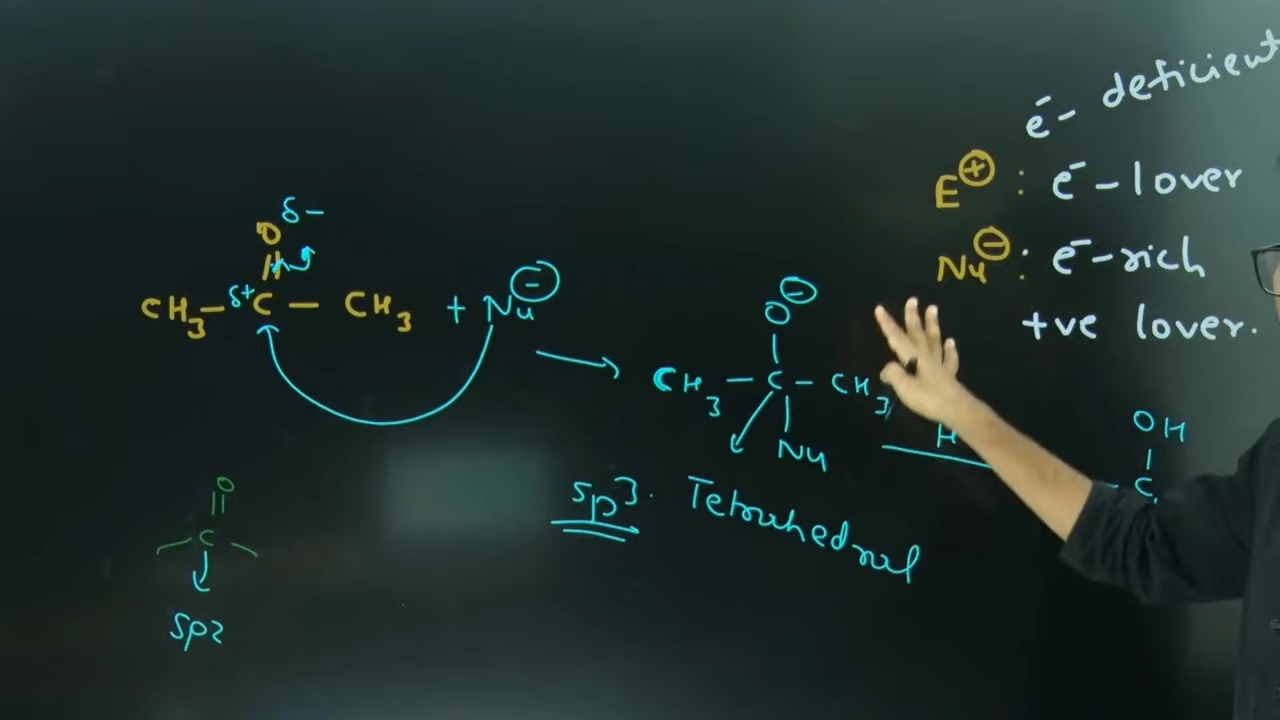 e⁻- deficient
E⊕ : e⁻-lover
Nu⊖ : e⁻-rich
+ve lover.
δ-
O
||
CH3 - δ+ C - CH3 + Nu⊖ →
O⊖
|
CH3 - C - CH3
|
Nu
sp3. Tetrahedral
H
OH
|
C
O
||
C
sp2